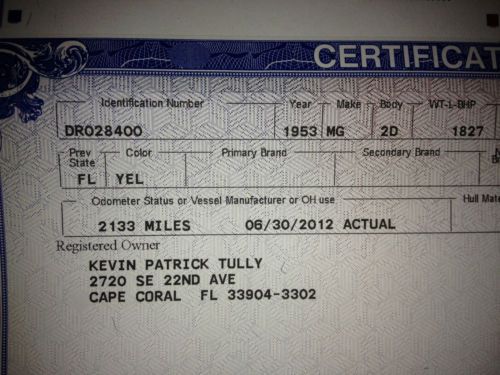 CERTIFICAT
Identification Number Year Make Body WT-L-BHP
DR028400 1953 MG 2D 1827
Prev State Color Primary Brand Secondary Brand
FL YEL
Odometer Status or Vessel Manufacturer or OH use Hull Mate
2133 MILES 06/30/2012 ACTUAL
Registered Owner
KEVIN PATRICK TULLY
2720 SE 22ND AVE
CAPE CORAL FL 33904-3302